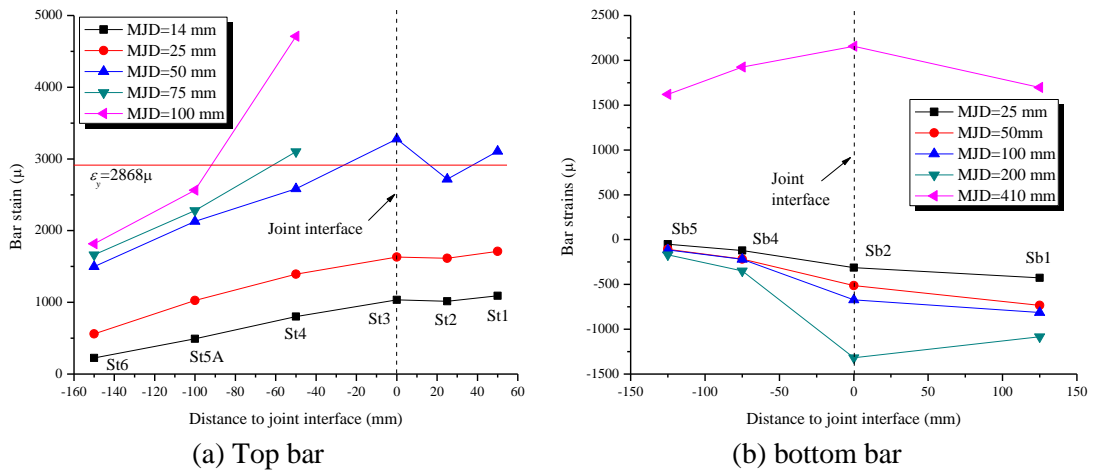 MJD=14 mm
MJD=25 mm
MJD=50 mm
MJD=75 mm
MJD=100 mm
5000
4000
3000
2000
1000
0
εy=2868μ
Joint interface
St6
St5A
St4
St3
St2
St1
-160 -140 -120 -100 -80 -60 -40 -20 0 20 40 60
Bar stain (μ)
Distance to joint interface (mm)
(a) Top bar
2500
2000
1500
1000
500
0
-500
-1000
-1500
MJD=25 mm
MJD=50mm
MJD=100 mm
MJD=200 mm
MJD=410 mm
Joint
interface
Sb5
Sb4
Sb2
Sb1
-150 -100 -50 0 50 100 150
Bar strains (μ)
Distance to joint interface (mm)
(b) bottom bar